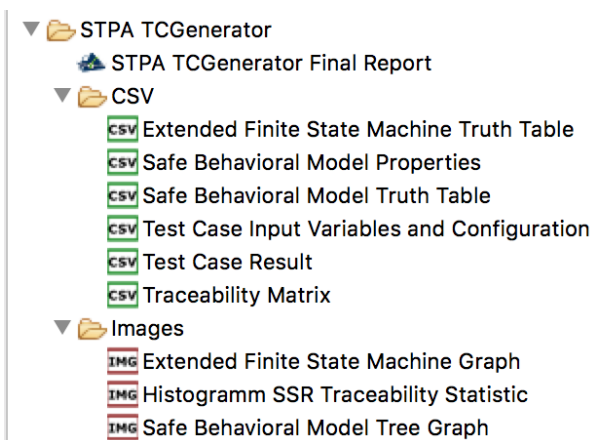 STPA TCGenerator
STPA TCGenerator Final Report
CSV
CSV Extended Finite State Machine Truth Table
CSV Safe Behavioral Model Properties
CSV Safe Behavioral Model Truth Table
CSV Test Case Input Variables and Configuration
CSV Test Case Result
CSV Traceability Matrix
Images
IMG Extended Finite State Machine Graph
IMG Histogramm SSR Traceability Statistic
IMG Safe Behavioral Model Tree Graph